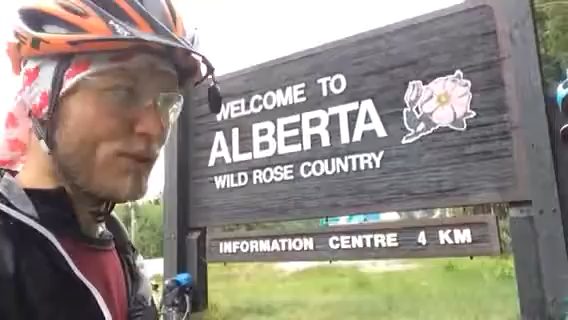 WELCOME TO
ALBERTA
WILD ROSE COUNTRY
INFORMATION CENTRE 4 KM